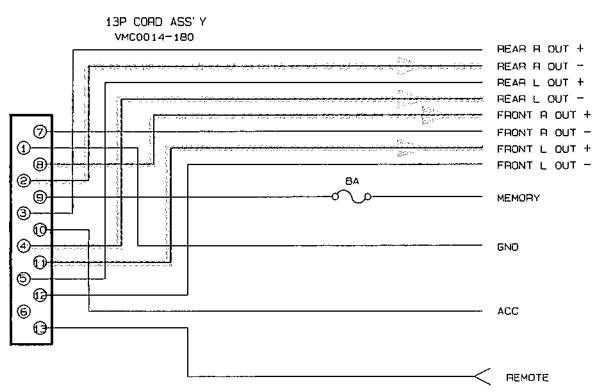 13P CORD ASS'Y
VMC0014-180
REAR R OUT +
REAR R OUT -
REAR L OUT +
REAR L OUT -
FRONT R OUT +
FRONT R OUT -
FRONT L OUT +
FRONT L OUT -
7
1
8
2
9
8A
MEMORY
3
10
4
GND
11
5
12
6
ACC
13
REMOTE